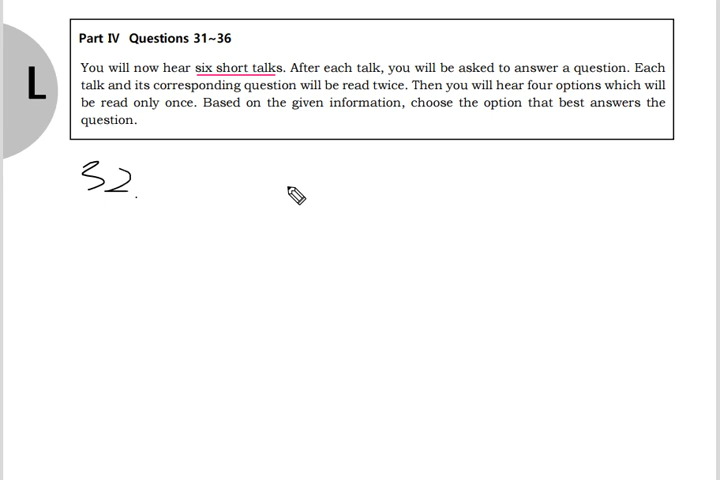 Part IV Questions 31~36
L
You will now hear six short talks. After each talk, you will be asked to answer a question. Each
talk and its corresponding question will be read twice. Then you will hear four options which will
be read only once. Based on the given information, choose the option that best answers the
question.
32.